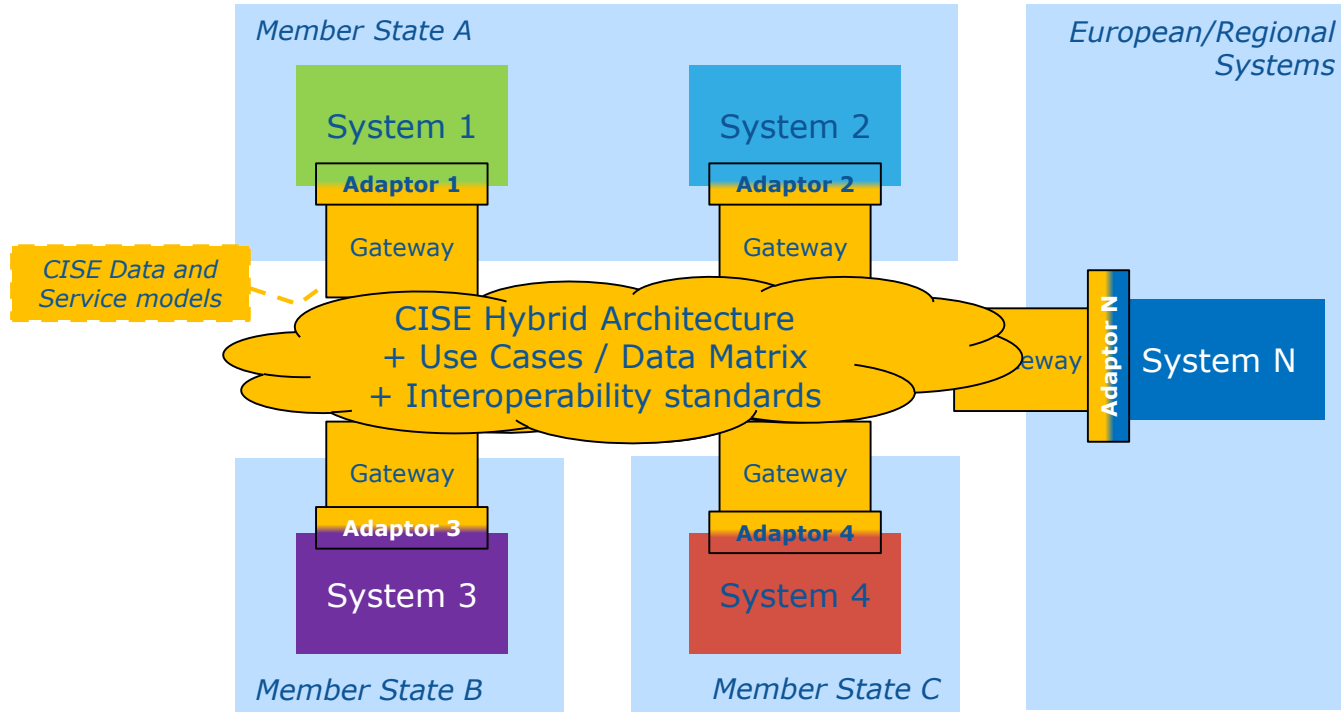 Member State A
European/Regional
Systems
System 1
System 2
Adaptor 1
Adaptor 2
Gateway
Gateway
CISE Data and
Service models
CISE Hybrid Architecture
+ Use Cases / Data Matrix
+ Interoperability standards
eway
Adaptor N
System N
Gateway
Gateway
Adaptor 3
Adaptor 4
System 3
System 4
Member State B
Member State C